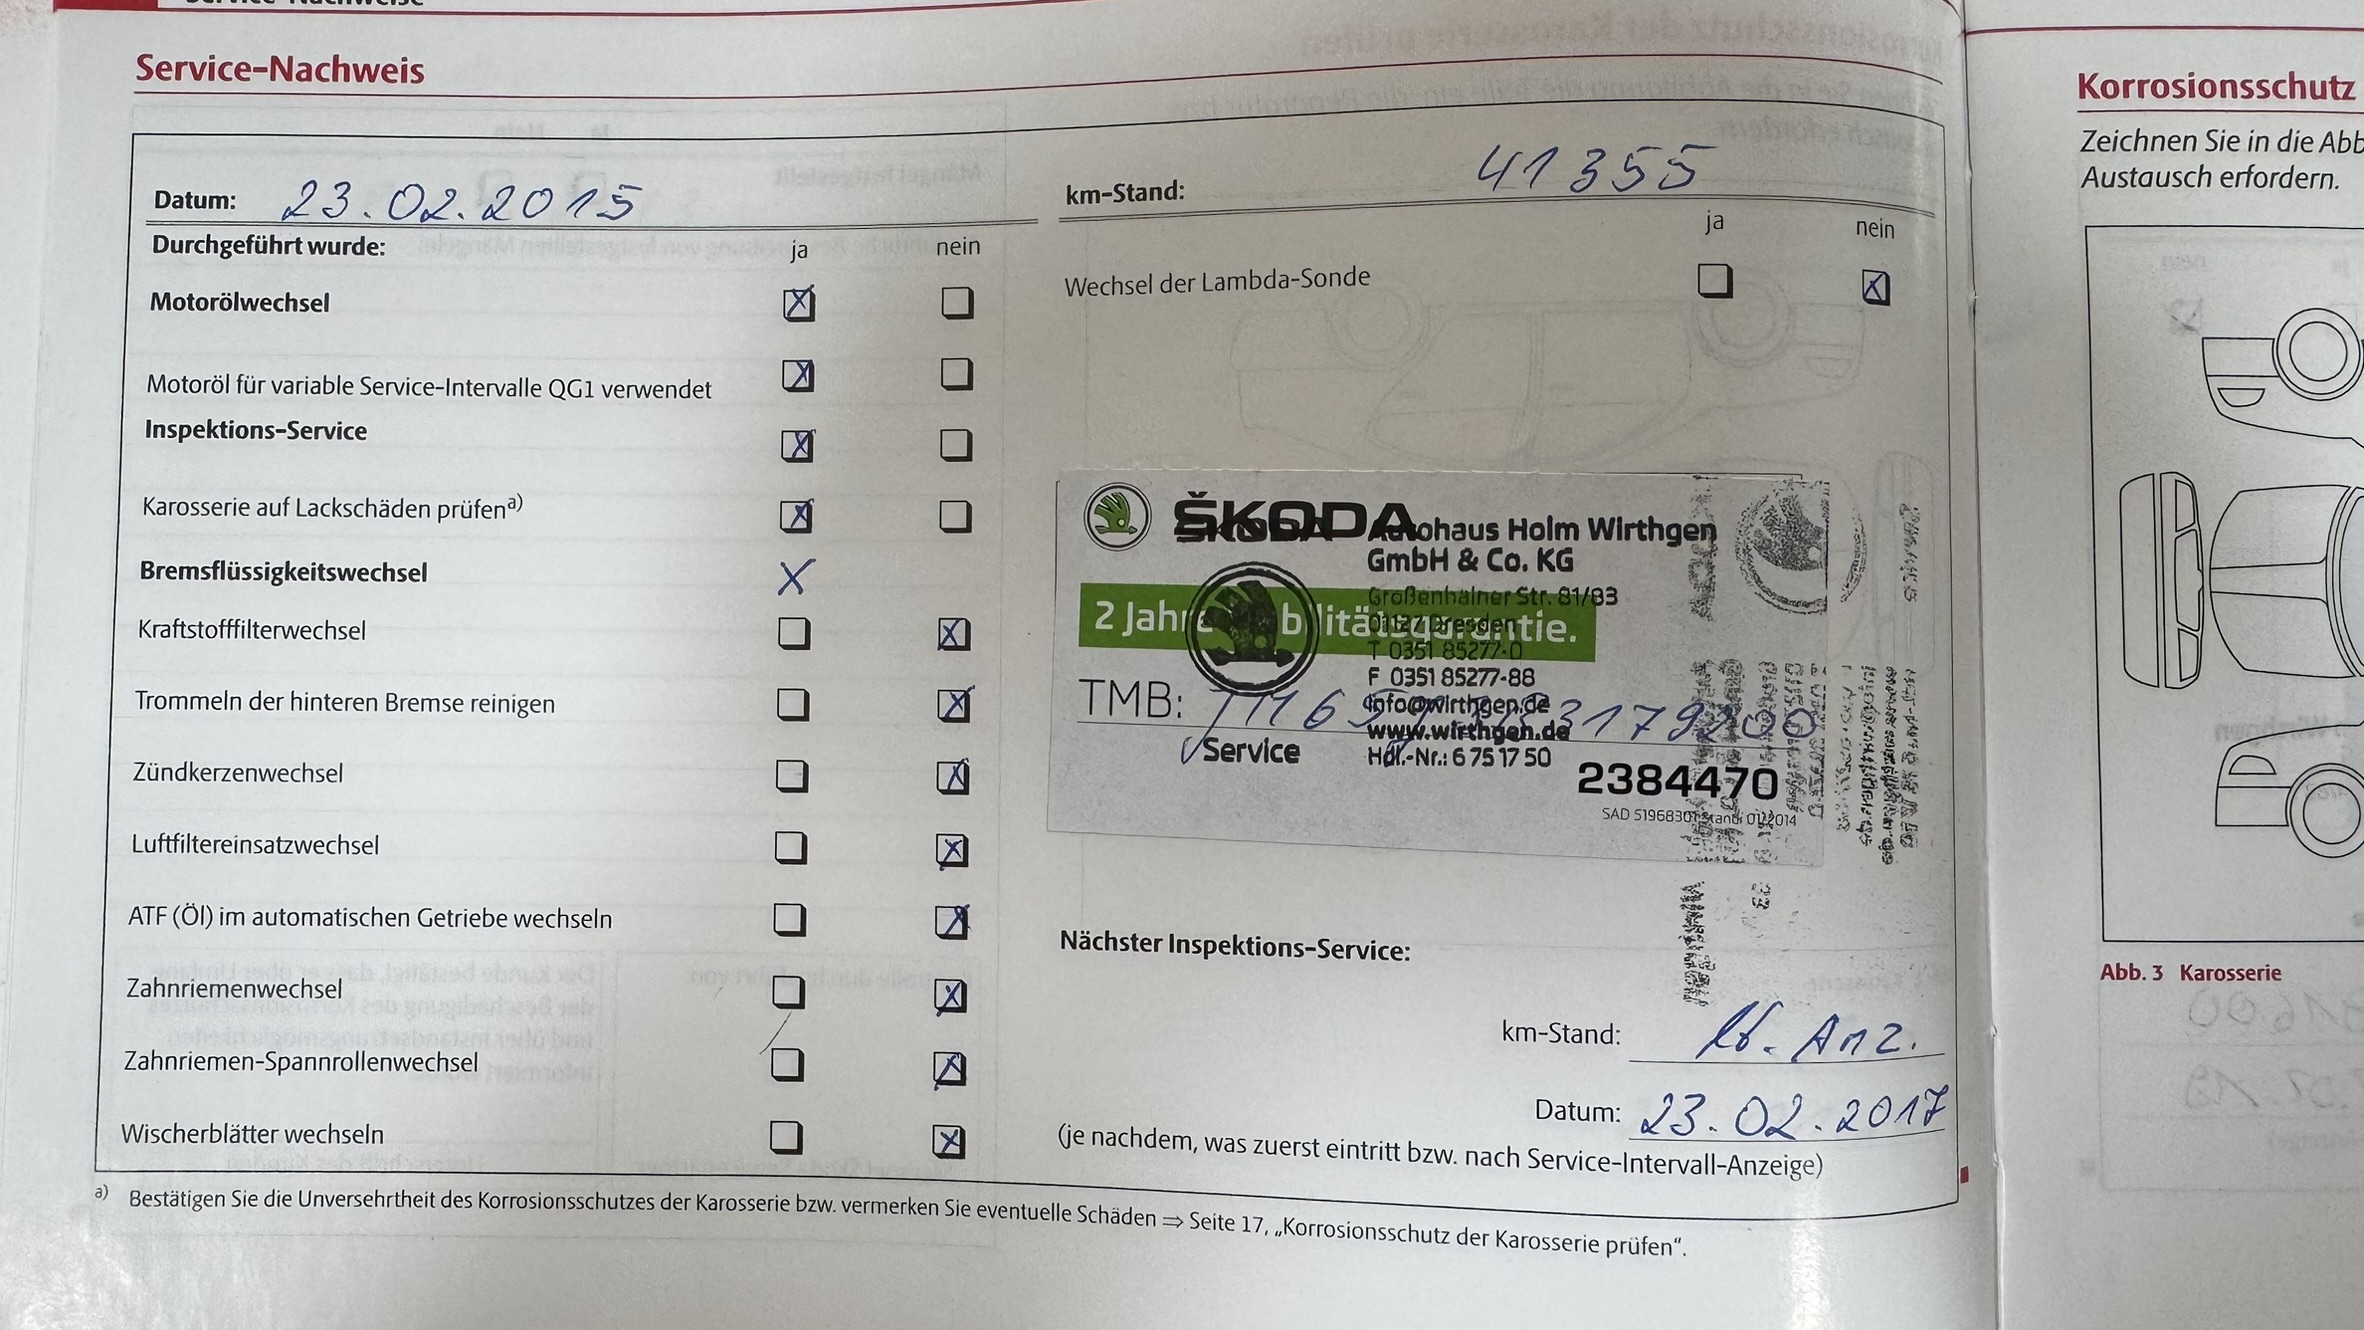 Service-Nachweis
Datum: 23.02.2015
km-Stand: 41355
Durchgeführt wurde: ja nein
ja nein
Motorölwechsel
Wechsel der Lambda-Sonde
Motoröl für variable Service-Intervalle QG1 verwendet
Inspektions-Service
Karosserie auf Lackschäden prüfen a)
Bremsflüssigkeitswechsel X
Kraftstofffilterwechsel
Trommeln der hinteren Bremse reinigen
Zündkerzenwechsel
Luftfiltereinsatzwechsel
ATF (Öl) im automatischen Getriebe wechseln
Zahnriemenwechsel
Zahnriemen-Spannrollenwechsel
Wischerblätter wechseln
ŠKODA
Autohaus Holm Wirthgen
GmbH & Co. KG
Großenhainer Str. 81/83
01127 Dresden
2 Jahre
T 0351 85277-0
F 0351 85277-88
TMB:
info@wirthgen.de
www.wirthgen.de
Service
Hdl.-Nr.: 6 75 17 50
2384470
SAD 51968301
Nächster Inspektions-Service:
km-Stand: lt. Anz.
Datum: 23.02.2017
(je nachdem, was zuerst eintritt bzw. nach Service-Intervall-Anzeige)
a) Bestätigen Sie die Unversehrtheit des Korrosionsschutzes der Karosserie bzw. vermerken Sie eventuelle Schäden ⇒ Seite 17, „Korrosionsschutz der Karosserie prüfen“.
Korrosionsschutz
Zeichnen Sie in die Abb
Austausch erfordern.
Abb. 3 Karosserie